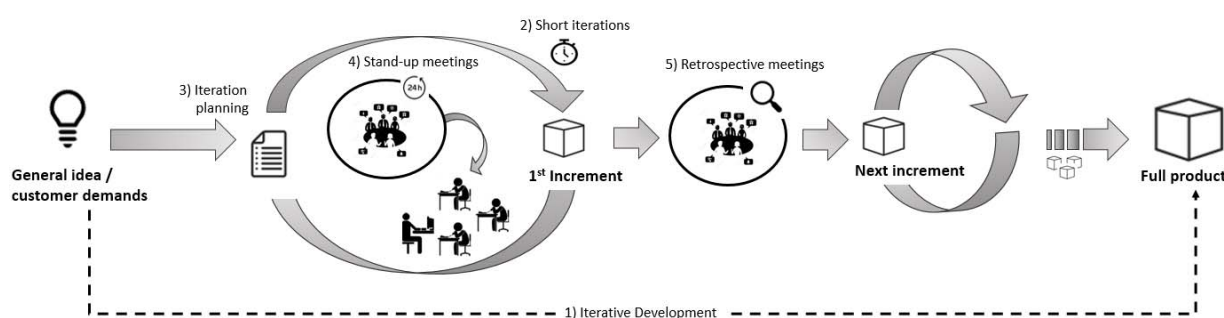 2) Short iterations
4) Stand-up meetings
24h
5) Retrospective meetings
3) Iteration
planning
General idea /
customer demands
1st Increment
Next increment
Full product
1) Iterative Development